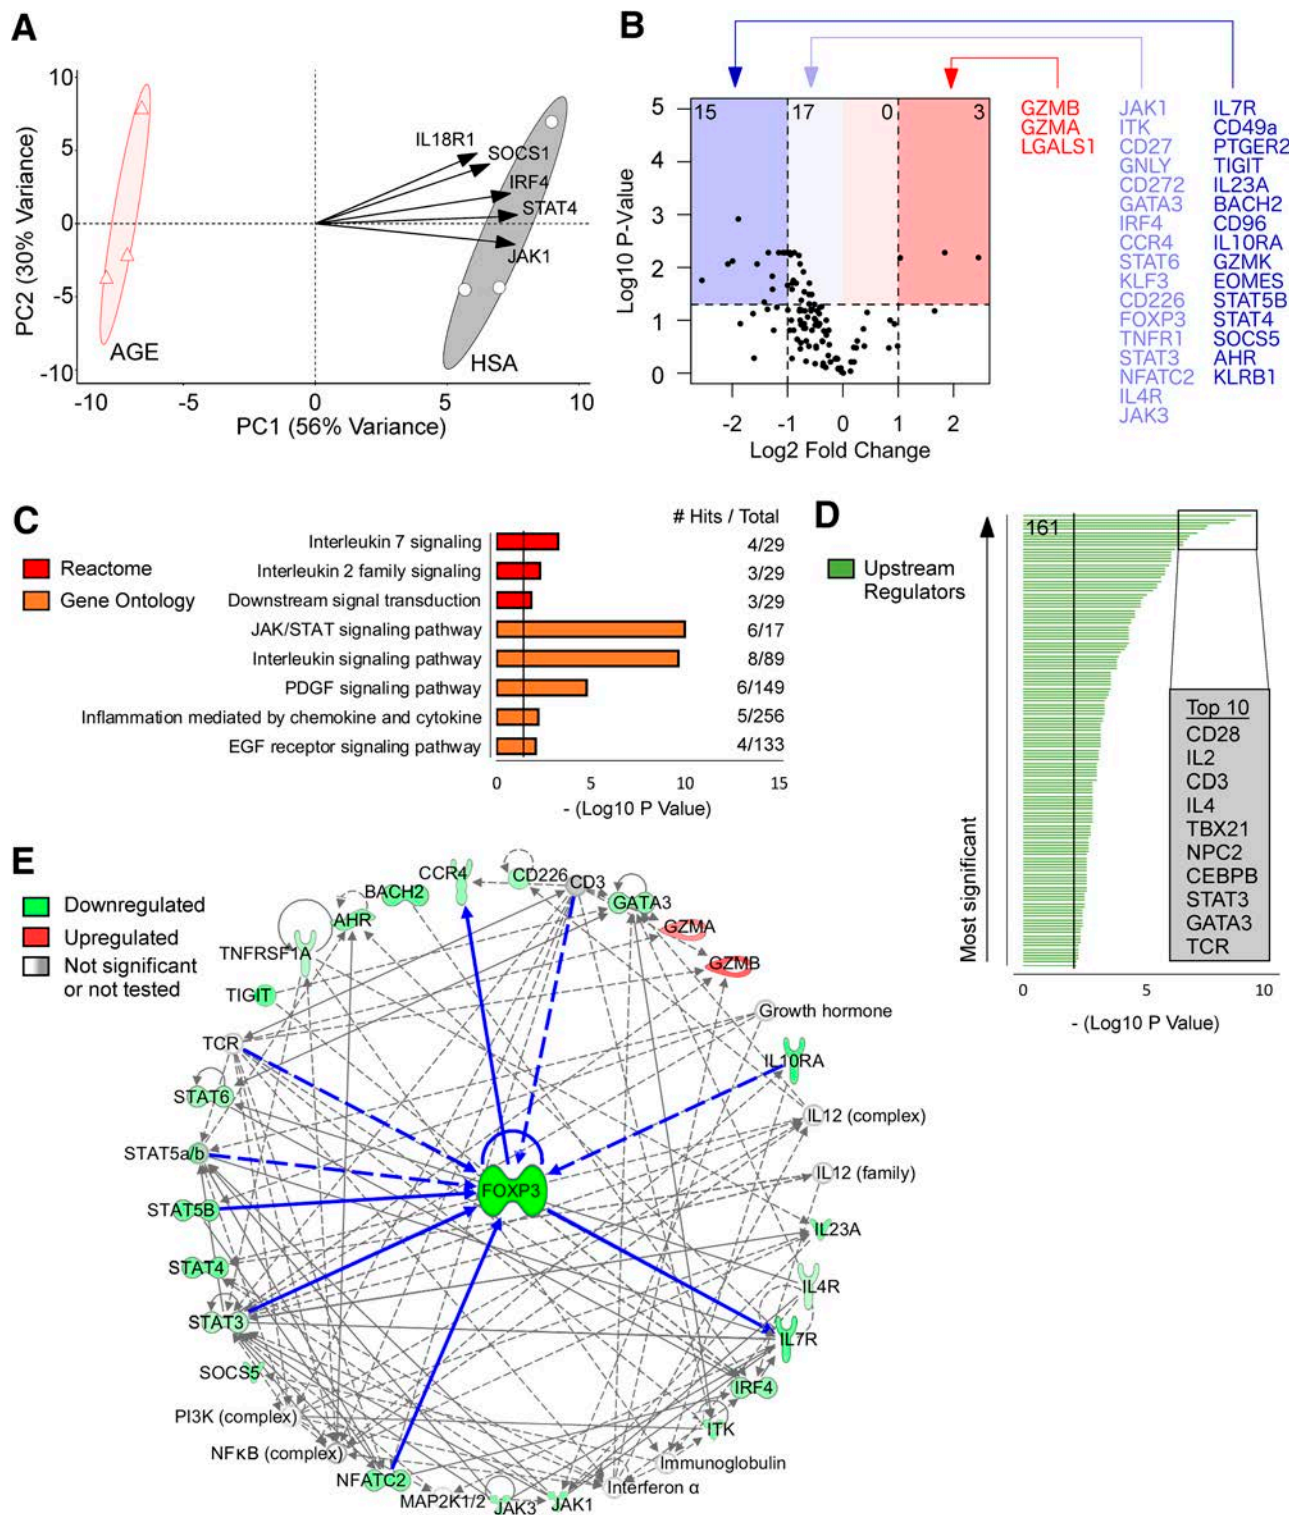 A
10
5
0
-5
-10
PC2 (30% Variance)
IL18R1
SOCS1
IRF4
STAT4
JAK1
AGE
HSA
-10
-5
0
5
10
PC1 (56% Variance)
B
15
17
0
3
5
4
3
2
1
0
Log10 P-Value
-2
-1
0
1
2
Log2 Fold Change
GZMB
GZMA
LGALS1
JAK1
ITK
CD27
GNLY
CD272
GATA3
IRF4
CCR4
STAT6
KLF3
CD226
FOXP3
TNFR1
STAT3
NFATC2
IL4R
JAK3
IL7R
CD49a
PTGER2
TIGIT
IL23A
BACH2
CD96
IL10RA
GZMK
EOMES
STAT5B
STAT4
SOCS5
AHR
KLRB1
C
Reactome
Gene Ontology
# Hits / Total
Interleukin 7 signaling 4/29
Interleukin 2 family signaling 3/29
Downstream signal transduction 3/29
JAK/STAT signaling pathway 6/17
Interleukin signaling pathway 8/89
PDGF signaling pathway 6/149
Inflammation mediated by chemokine and cytokine 5/256
EGF receptor signaling pathway 4/133
0 5 10 15
- (Log10 P Value)
D
Upstream
Regulators
Most significant
161
Top 10
CD28
IL2
CD3
IL4
TBX21
NPC2
CEBPB
STAT3
GATA3
TCR
0 5 10
- (Log10 P Value)
E
Downregulated
Upregulated
Not significant
or not tested
CCR4
CD226
CD3
GATA3
GZMA
GZMB
Growth hormone
IL10RA
IL12 (complex)
IL12 (family)
IL23A
IL4R
IL7R
IRF4
ITK
Immunoglobulin
Interferon α
JAK1
JAK3
MAP2K1/2
NFATC2
NFκB (complex)
PI3K (complex)
SOCS5
STAT3
STAT4
STAT5B
STAT5a/b
STAT6
TCR
TIGIT
TNFRSF1A
AHR
BACH2
FOXP3